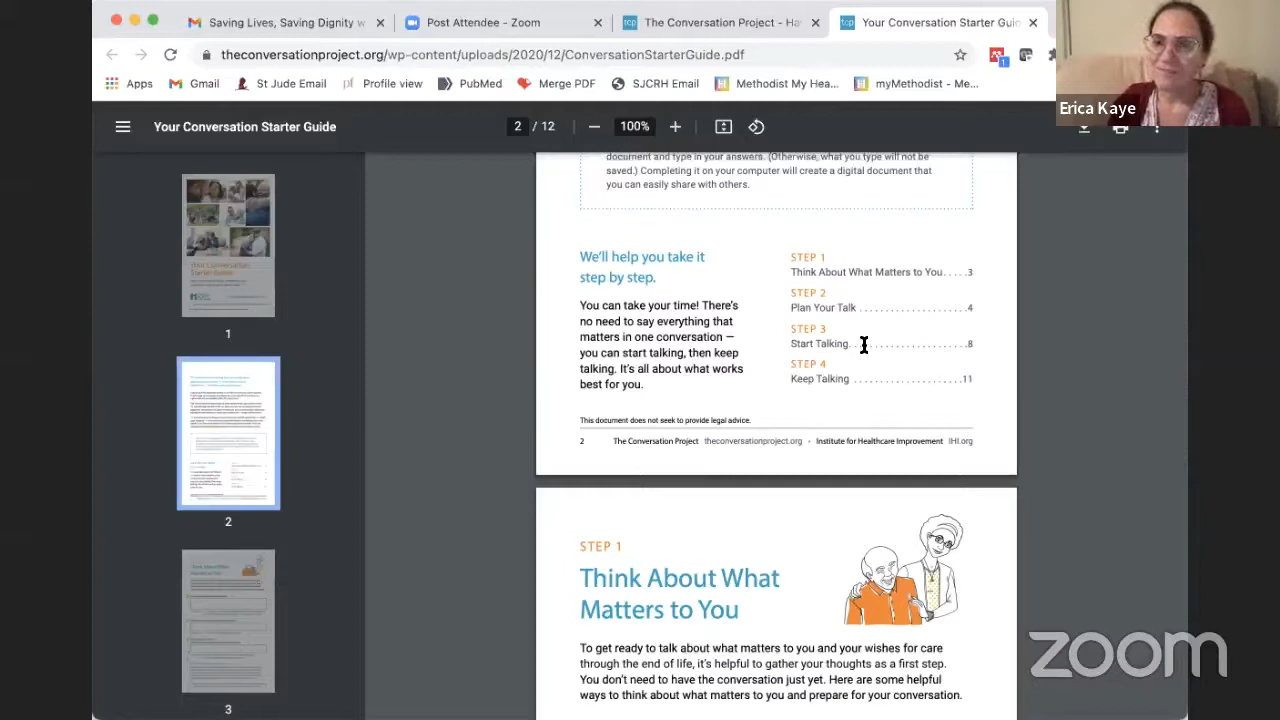 Saving Lives, Saving Dignity w
Post Attendee - Zoom
The Conversation Project - Ha
Your Conversation Starter Guid
theconversationproject.org/wp-content/uploads/2020/12/ConversationStarterGuide.pdf
1
Apps
Gmail
St Jude Email
Profile view
PubMed
Merge PDF
SJCRH Email
Methodist My Hea...
myMethodist - Me...
Erica Kaye
Your Conversation Starter Guide
2 / 12
100%
document and type in your answers. (Otherwise, what you type will not be
saved.) Completing it on your computer will create a digital document that
you can easily share with others.
We'll help you take it
step by step.
You can take your time! There's
no need to say everything that
matters in one conversation —
you can start talking, then keep
talking. It's all about what works
best for you.
STEP 1
Think About What Matters to You.....3
STEP 2
Plan Your Talk ......................4
STEP 3
Start Talking........................8
STEP 4
Keep Talking ......................11
This document does not seek to provide legal advice.
2 The Conversation Project theconversationproject.org • Institute for Healthcare Improvement IHI.org
STEP 1
Think About What
Matters to You
To get ready to talk about what matters to you and your wishes for care
through the end of life, it's helpful to gather your thoughts as a first step.
You don't need to have the conversation just yet. Here are some helpful
ways to think about what matters to you and prepare for your conversation.
1
2
3
zoom